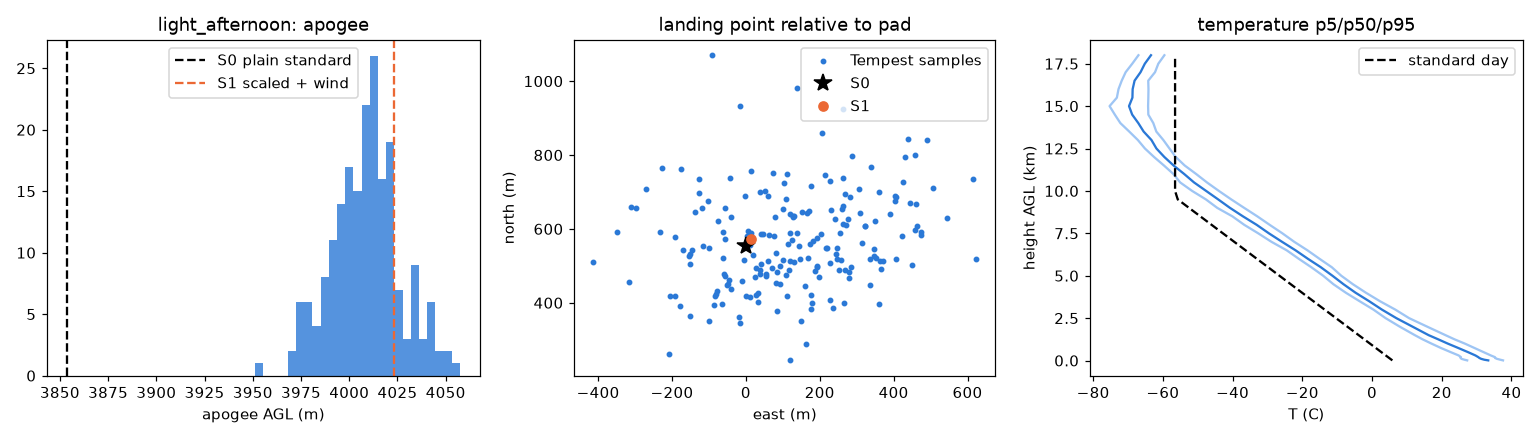 light_afternoon: apogee
S0 plain standard
S1 scaled + wind
25
20
15
10
5
0
3850 3875 3900 3925 3950 3975 4000 4025 4050
apogee AGL (m)
landing point relative to pad
Tempest samples
S0
S1
1000
800
600
400
north (m)
−400 −200 0 200 400 600
east (m)
temperature p5/p50/p95
standard day
17.5
15.0
12.5
10.0
7.5
5.0
2.5
0.0
height AGL (km)
−80 −60 −40 −20 0 20 40
T (C)